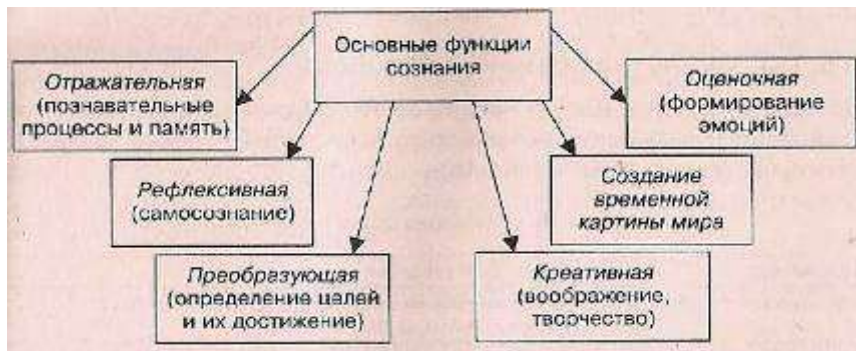 Основные функции
сознания
Отражательная
(познавательные
процессы и память)
Оценочная
(формирование
эмоций)
Рефлексивная
(самосознание)
Создание
временной
картины мира
Преобразующая
(определение целей
и их достижение)
Креативная
(воображение,
творчество)